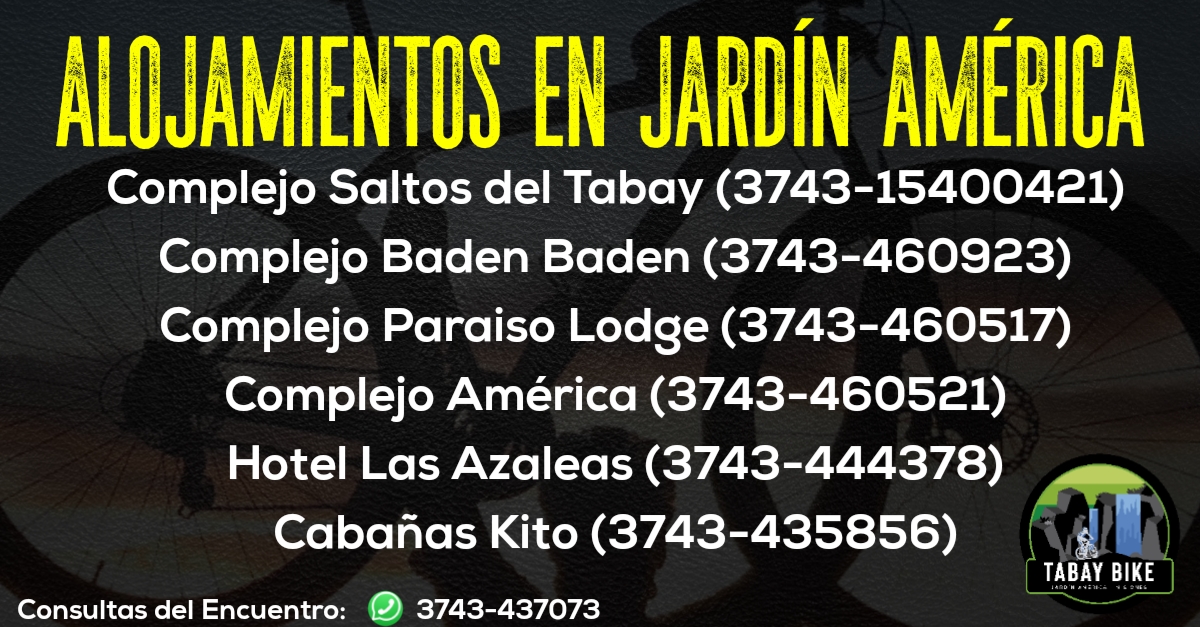 ALOJAMIENTOS EN JARDÍN AMÉRICA
Complejo Saltos del Tabay (3743-15400421)
Complejo Baden Baden (3743-460923)
Complejo Paraiso Lodge (3743-460517)
Complejo América (3743-460521)
Hotel Las Azaleas (3743-444378)
Cabañas Kito (3743-435856)
TABAY BIKE
JARDÍN AMÉRICA
Consultas del Encuentro: 3743-437073